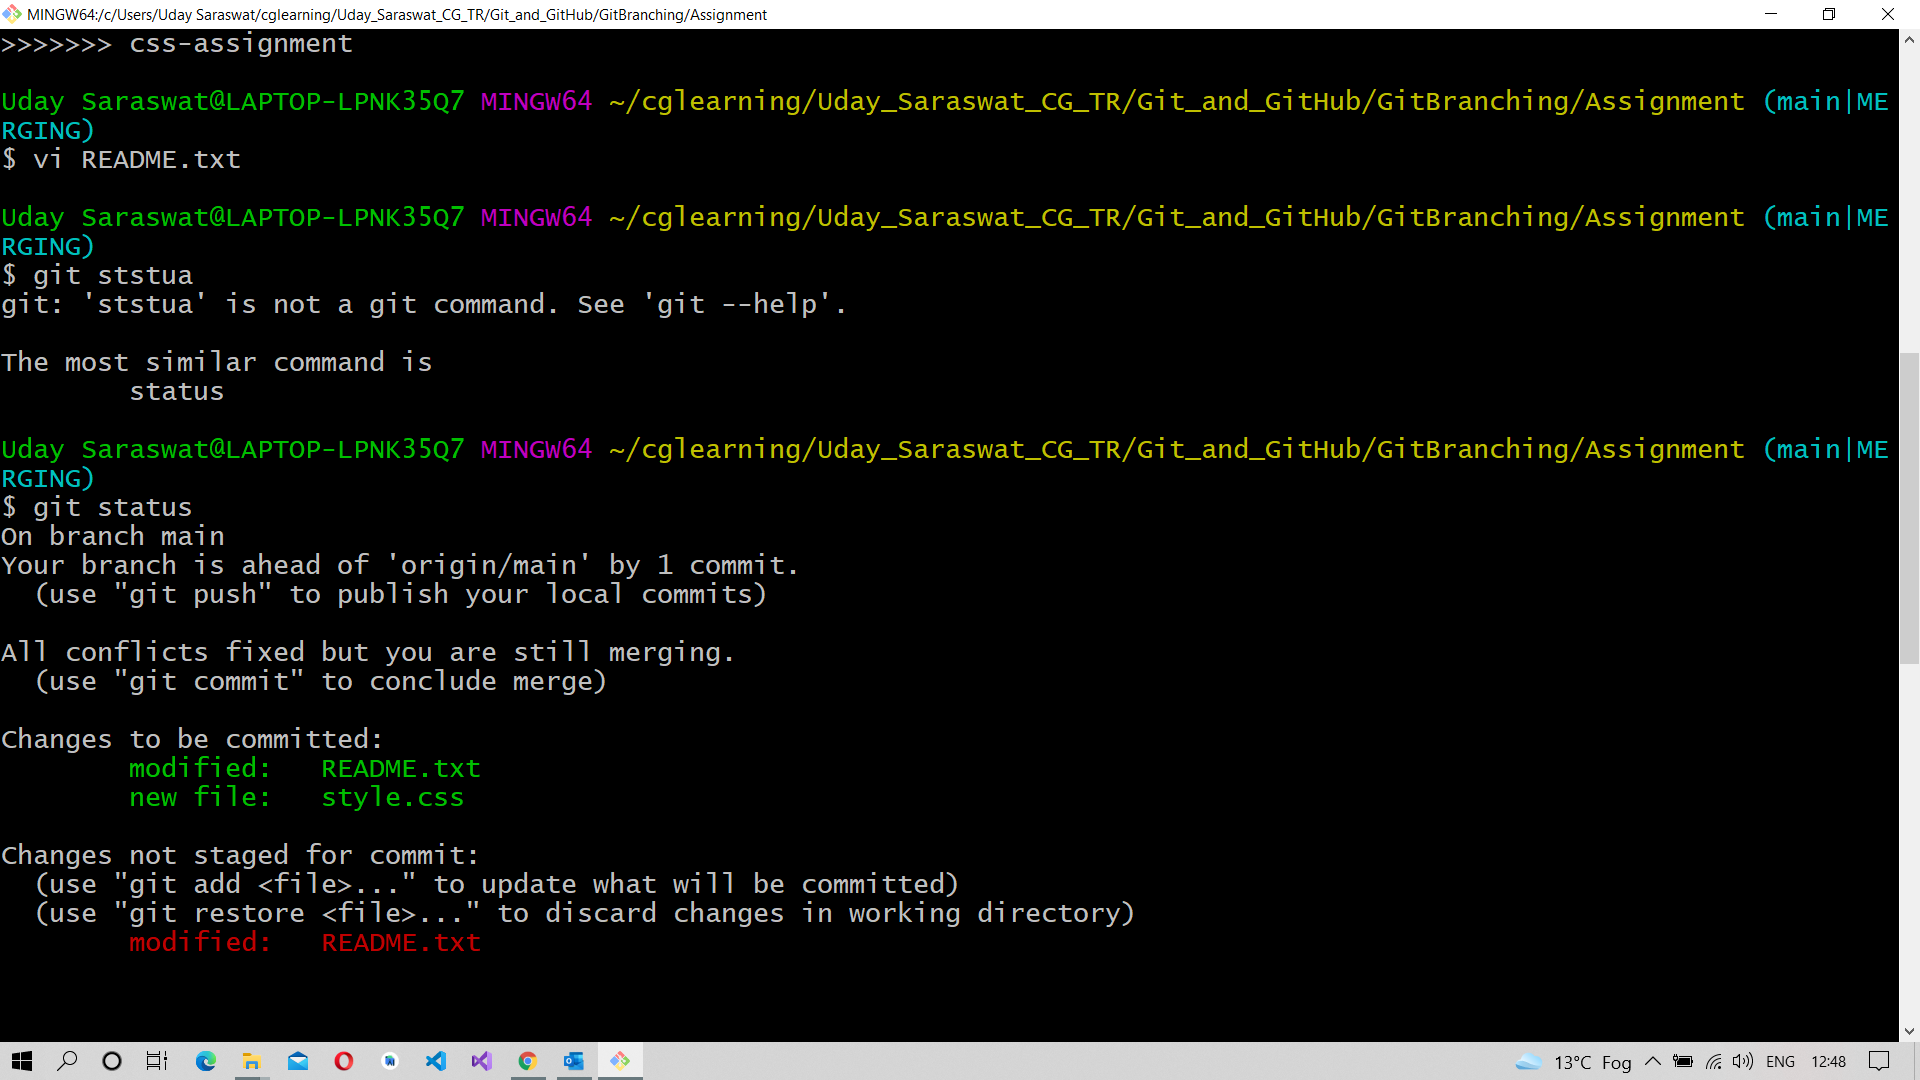 MINGW64:/c/Users/Uday Saraswat/cglearning/Uday_Saraswat_CG_TR/Git_and_GitHub/GitBranching/Assignment
>>>>>>> css-assignment
Uday Saraswat@LAPTOP-LPNK35Q7 MINGW64 ~/cglearning/Uday_Saraswat_CG_TR/Git_and_GitHub/GitBranching/Assignment (main|ME
RGING)
$ vi README.txt
Uday Saraswat@LAPTOP-LPNK35Q7 MINGW64 ~/cglearning/Uday_Saraswat_CG_TR/Git_and_GitHub/GitBranching/Assignment (main|ME
RGING)
$ git ststua
git: 'ststua' is not a git command. See 'git --help'.
The most similar command is
status
Uday Saraswat@LAPTOP-LPNK35Q7 MINGW64 ~/cglearning/Uday_Saraswat_CG_TR/Git_and_GitHub/GitBranching/Assignment (main|ME
RGING)
$ git status
On branch main
Your branch is ahead of 'origin/main' by 1 commit.
(use "git push" to publish your local commits)
All conflicts fixed but you are still merging.
(use "git commit" to conclude merge)
Changes to be committed:
modified:   README.txt
new file:   style.css
Changes not staged for commit:
(use "git add <file>..." to update what will be committed)
(use "git restore <file>..." to discard changes in working directory)
modified:   README.txt
13°C Fog ENG 12:48